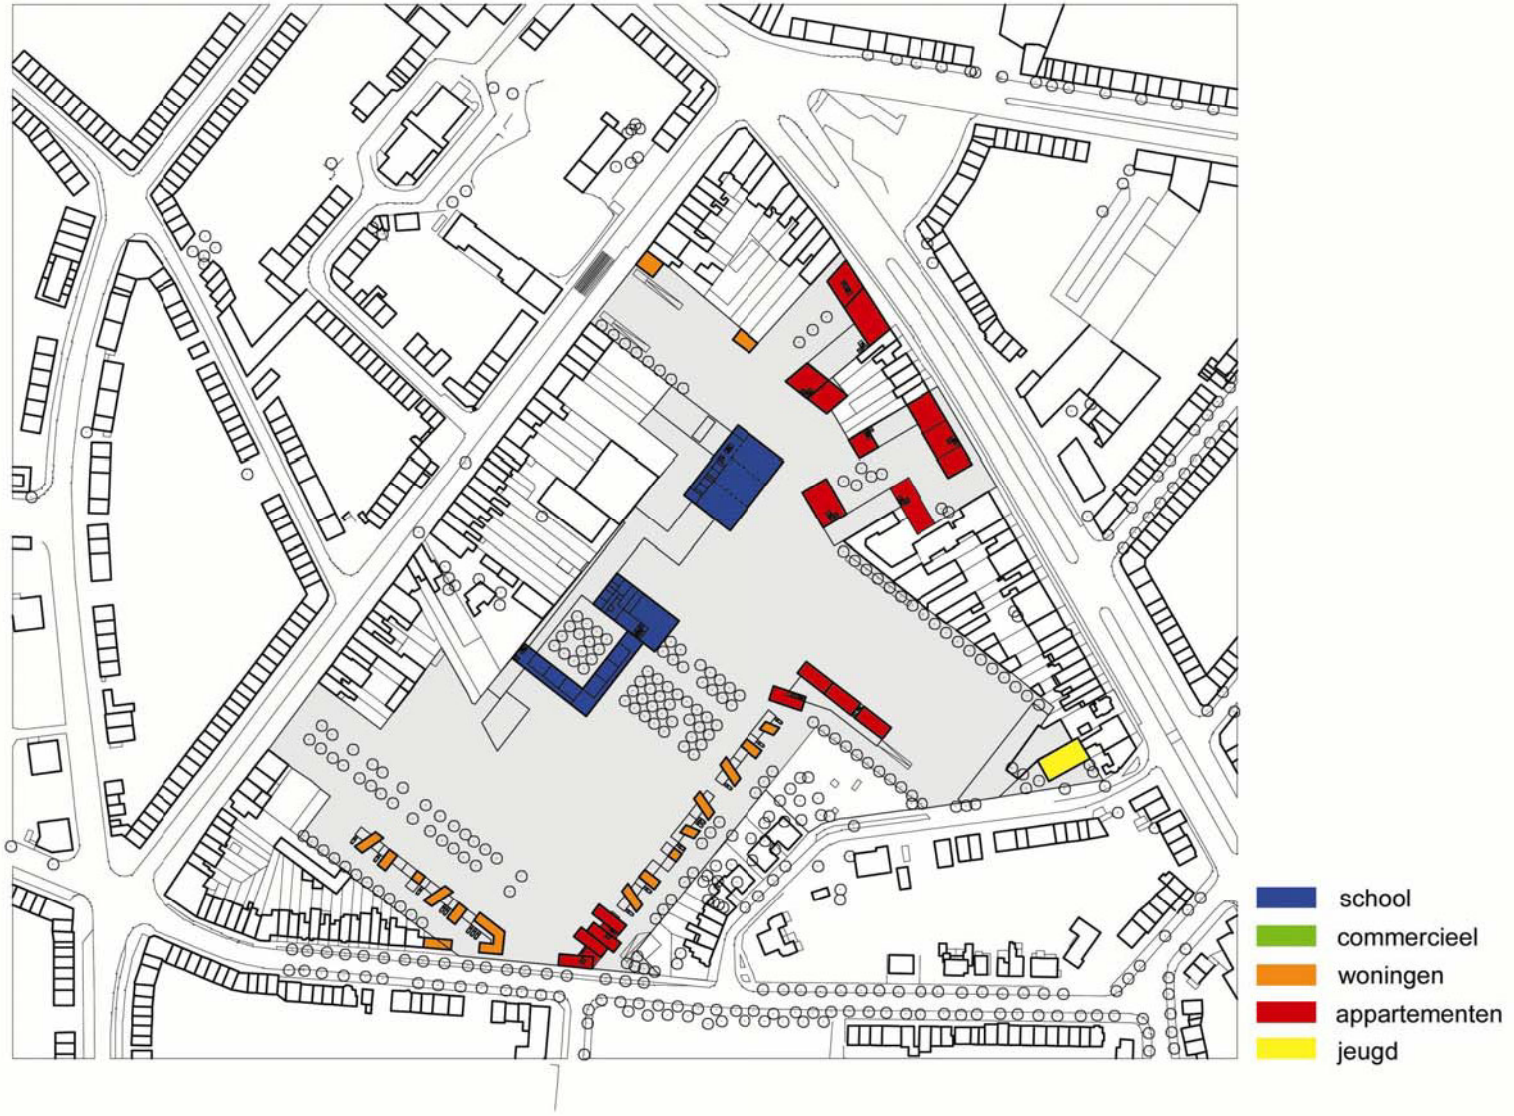 school
commercieel
woningen
appartementen
jeugd